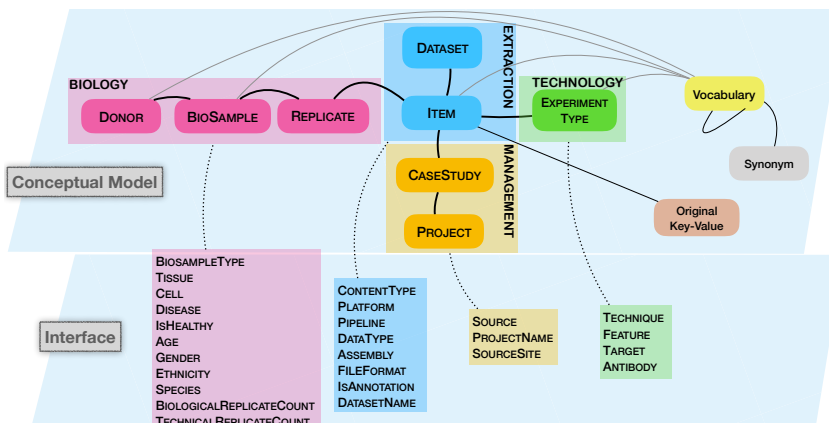 EXTRACTION
DATASET
BIOLOGY
TECHNOLOGY
DONOR
BIOSAMPLE
REPLICATE
ITEM
EXPERIMENT
TYPE
Vocabulary
Synonym
MANAGEMENT
CASESTUDY
PROJECT
Original
Key-Value
Conceptual Model
Interface
BIOSAMPLETYPE
TISSUE
CELL
DISEASE
ISHEALTHY
AGE
GENDER
ETHNICITY
SPECIES
BIOLOGICALREPLICATECOUNT
TECHNICALREPLICATECOUNT
CONTENTTYPE
PLATFORM
PIPELINE
DATATYPE
ASSEMBLY
FILEFORMAT
ISANNOTATION
DATASETNAME
SOURCE
PROJECTNAME
SOURCESITE
TECHNIQUE
FEATURE
TARGET
ANTIBODY